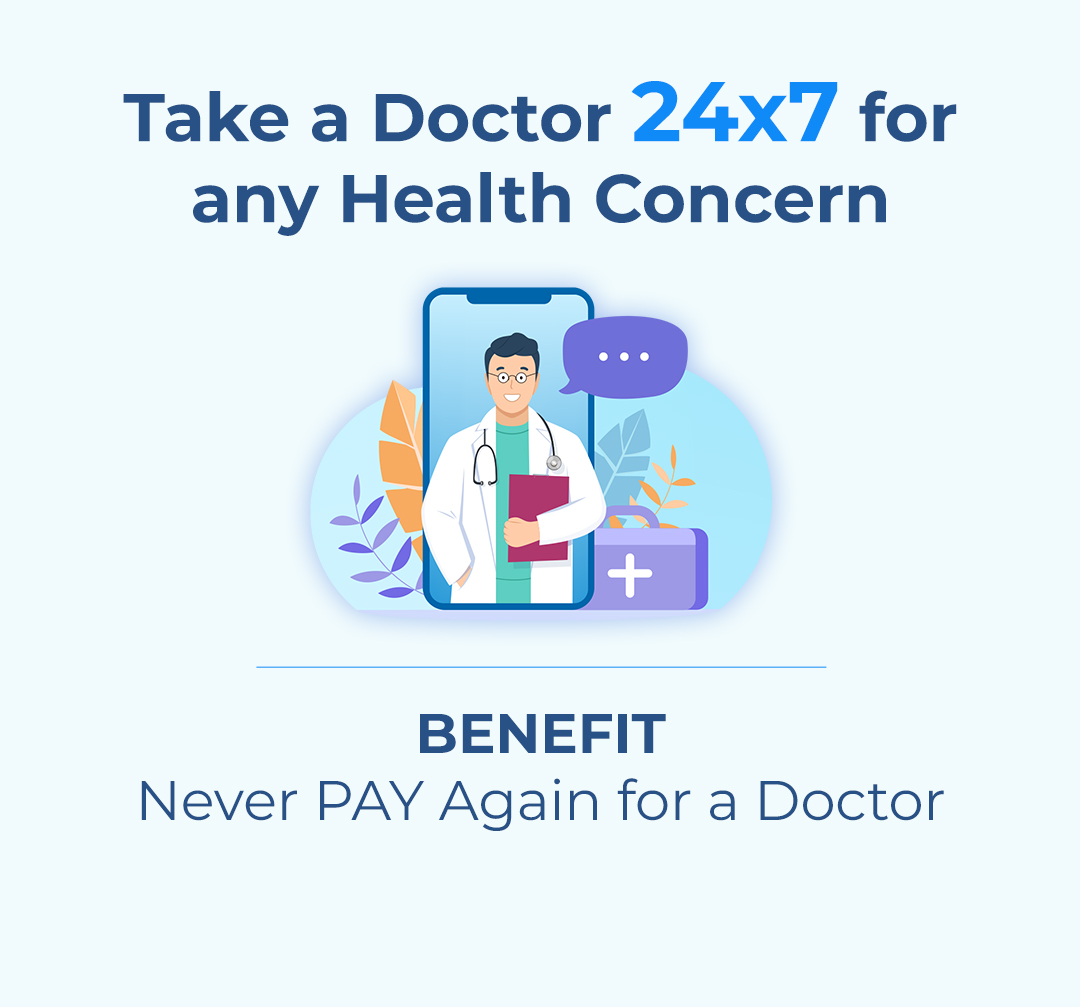 Take a Doctor 24x7 for
any Health Concern
BENEFIT
Never PAY Again for a Doctor